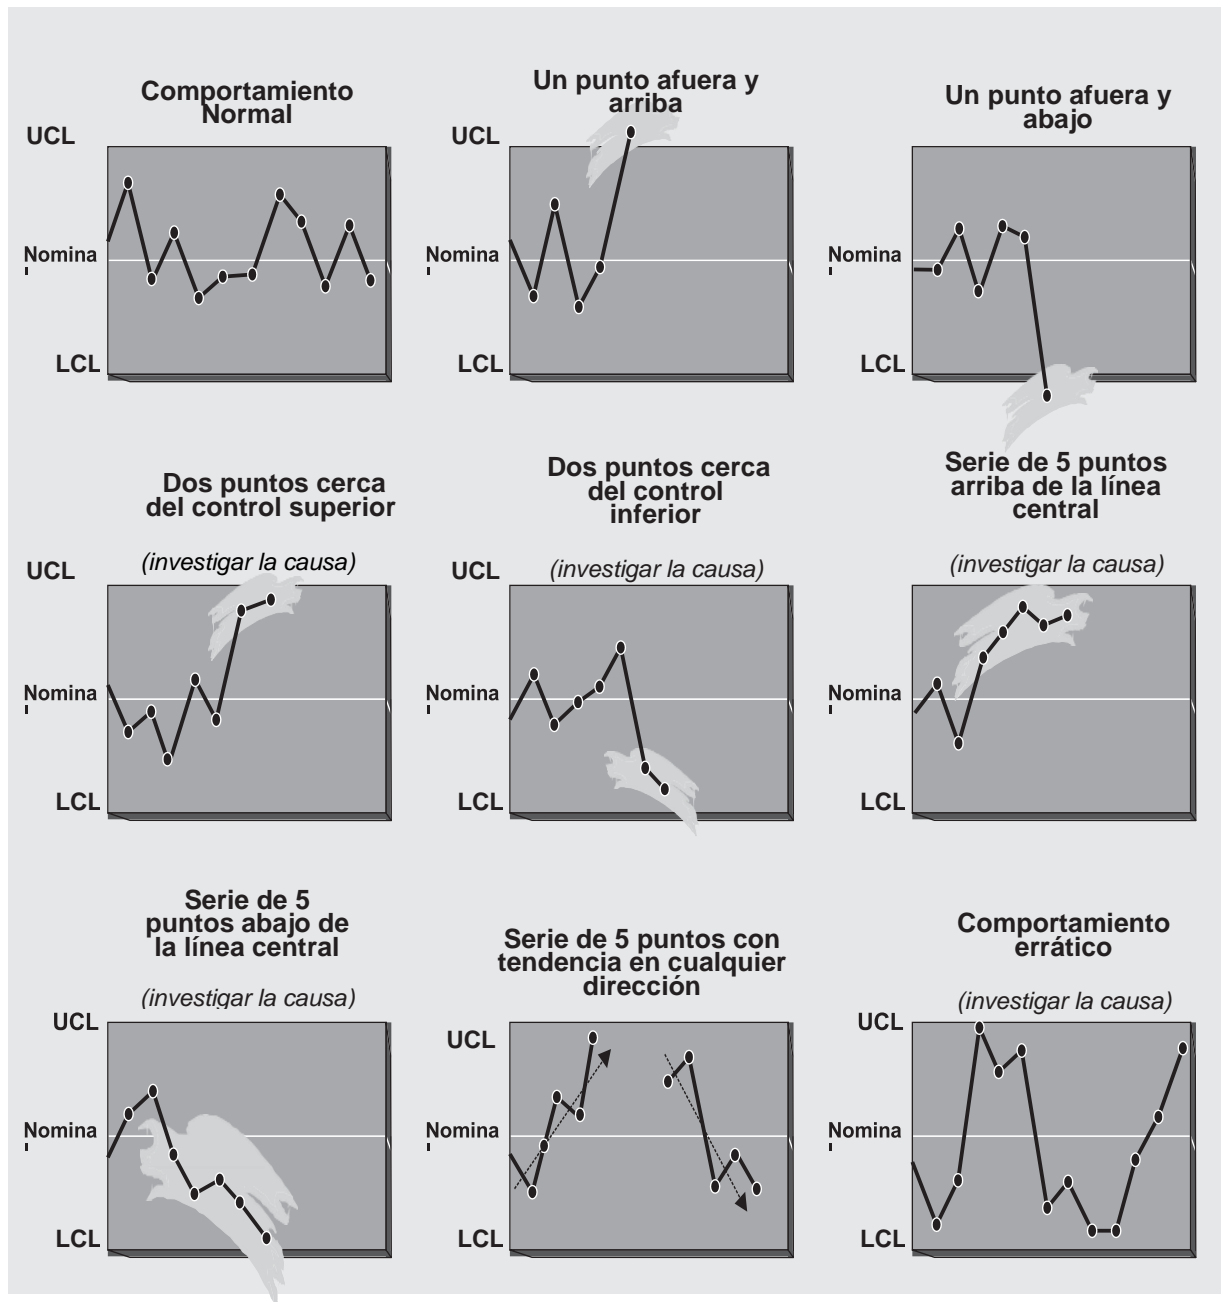 Comportamiento
Normal
UCL
Nomina
l
LCL
Un punto afuera y
arriba
UCL
Nomina
l
LCL
Un punto afuera y
abajo
UCL
Nomina
l
LCL
Dos puntos cerca
del control superior
(investigar la causa)
UCL
Nomina
l
LCL
Dos puntos cerca
del control
inferior
(investigar la causa)
UCL
Nomina
l
LCL
Serie de 5 puntos
arriba de la línea
central
(investigar la causa)
UCL
Nomina
l
LCL
Serie de 5
puntos abajo de
la línea central
(investigar la causa)
UCL
Nomina
l
LCL
Serie de 5 puntos con
tendencia en cualquier
dirección
UCL
Nomina
l
LCL
Comportamiento
errático
(investigar la causa)
UCL
Nomina
l
LCL